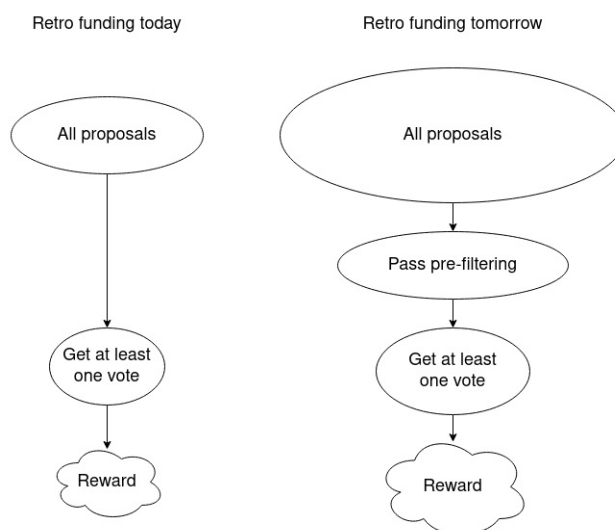 Retro funding today
All proposals
Get at least
one vote
Reward
Retro funding tomorrow
All proposals
Pass pre-filtering
Get at least
one vote
Reward